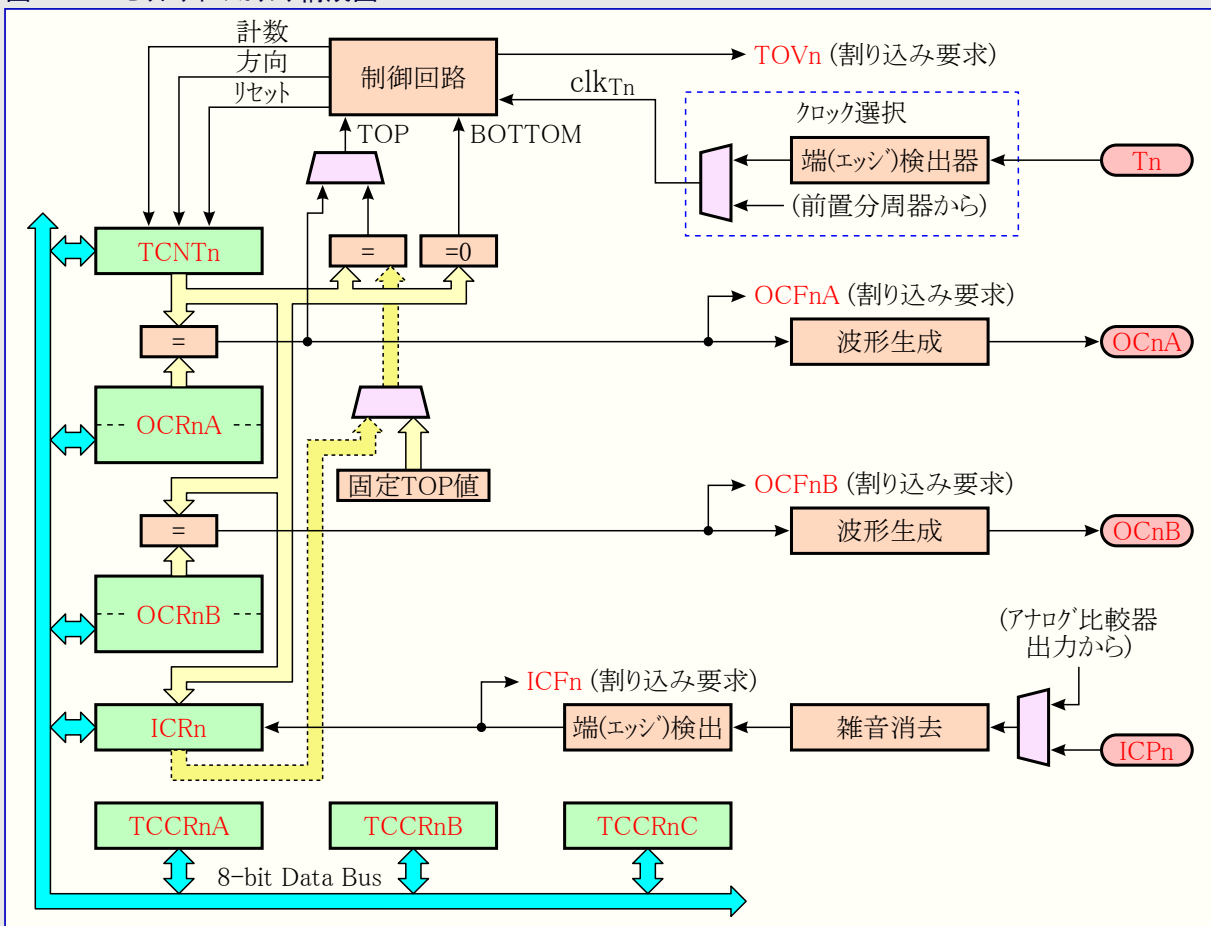 計数
方向
リセット
制御回路
TOVn (割り込み要求)
clkTn
TOP
BOTTOM
クロック選択
端(エッジ)検出器
Tn
(前置分周器から)
TCNTn
=
=0
OCFnA (割り込み要求)
=
波形生成
OCnA
OCRnA
固定TOP値
OCFnB (割り込み要求)
=
波形生成
OCnB
OCRnB
(アナログ比較器
出力から)
ICFn (割り込み要求)
ICRn
端(エッジ)検出
雑音消去
ICPn
TCCRnA
TCCRnB
TCCRnC
8-bit Data Bus